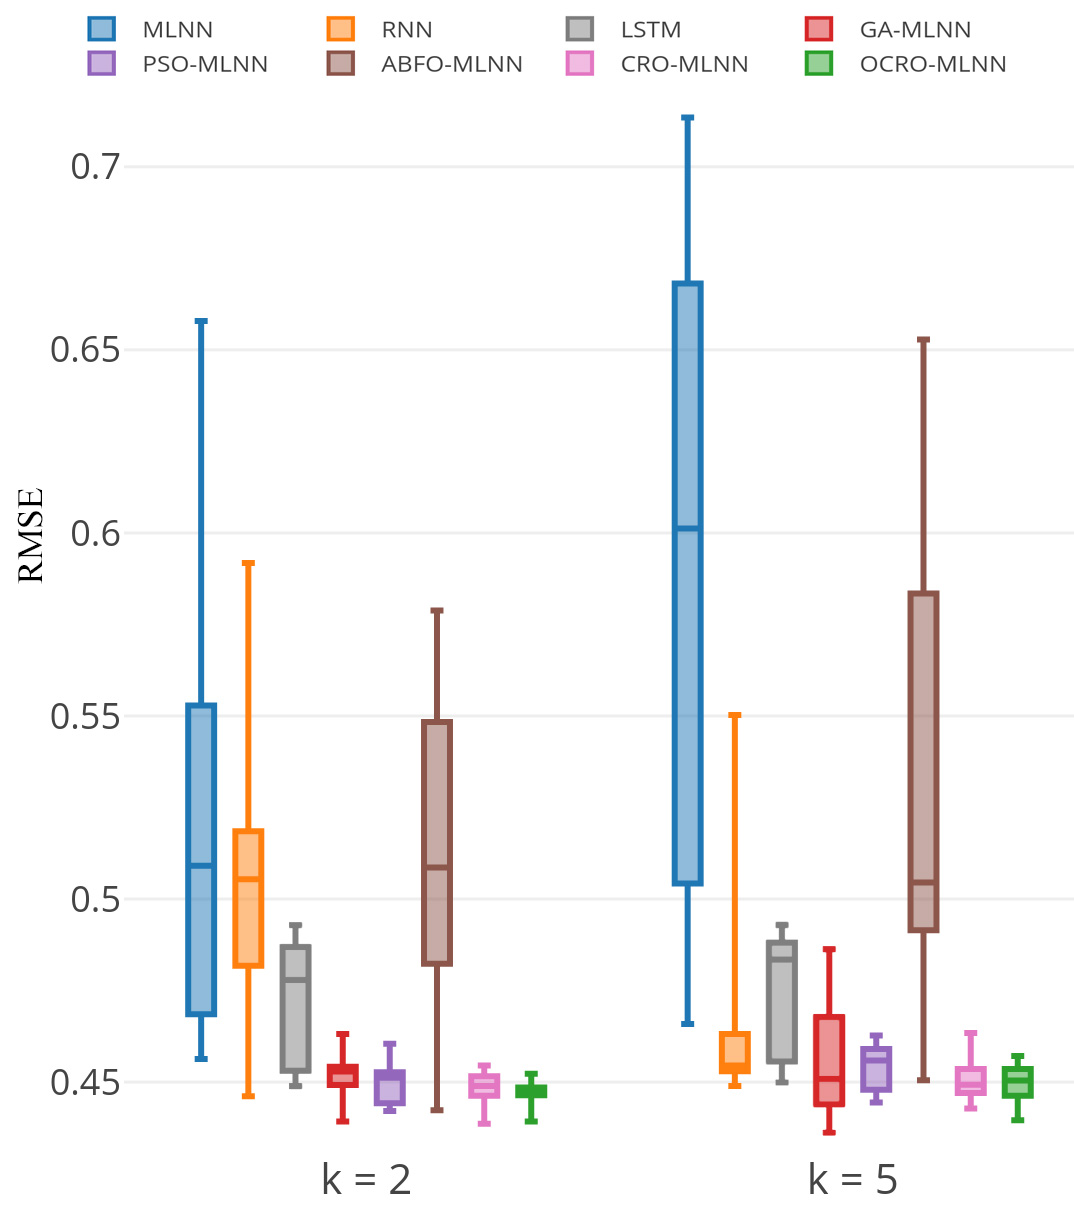 MLNN RNN LSTM GA-MLNN
PSO-MLNN ABFO-MLNN CRO-MLNN OCRO-MLNN
0.7
0.65
0.6
0.55
0.5
0.45
RMSE
k = 2 k = 5